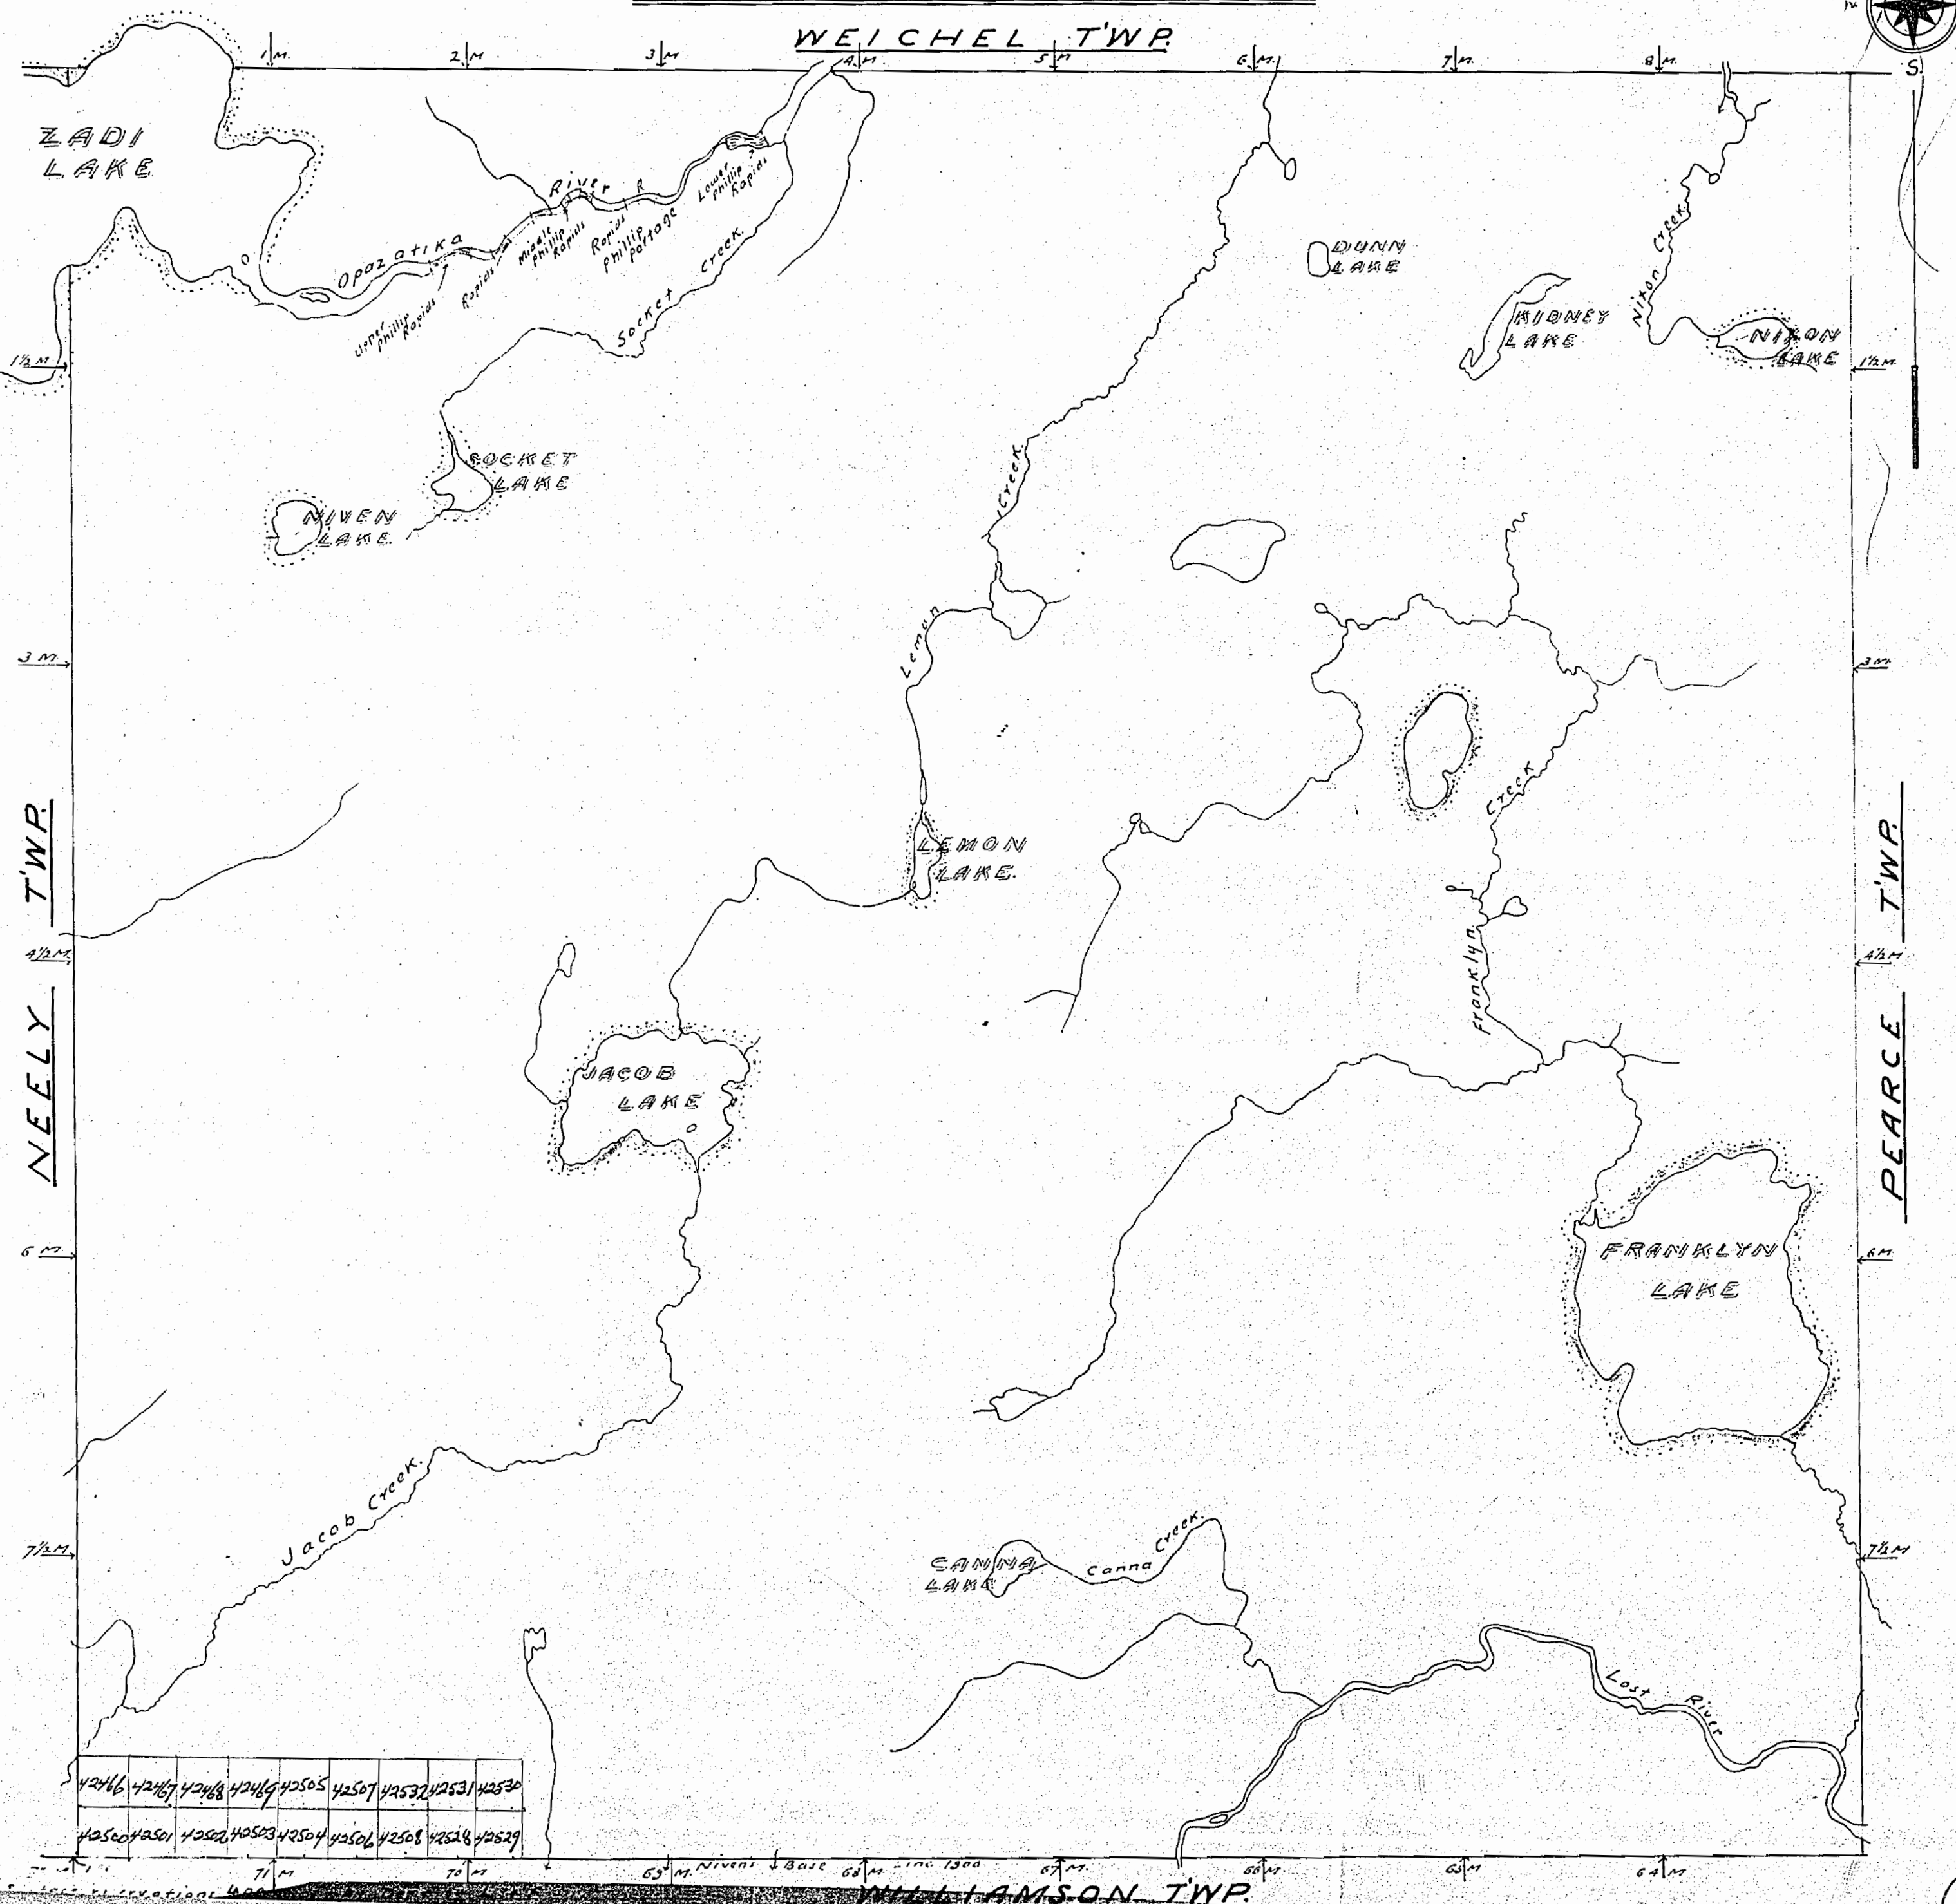 WEICHEL T'WP.
1 M. 2 M 3 M 4 M 5 M 6 M. 7 M. 8 M.
S.
ZADI
LAKE
Opazatika River R
Lower
Phillip
Rapids
Rapids
Phillip
Portage
Middle
Phillip
Rapids
Rapids
Upper
Phillip
Rapids
Socket Creek.
DUNN
LAKE
KIDNEY
LAKE
Nixon Creek.
NIXON
LAKE
1½ M.
1½ M.
SOCKET
LAKE
NIVEN
LAKE.
Lemon Creek.
3 M.
3 M.
LEMON
LAKE.
Franklyn Creek
NEELY T'WP.
PEARCE T'WP.
4½ M.
4½ M
JACOB
LAKE
6 M.
6 M.
FRANKLYN
LAKE
Jacob Creek.
7½ M
7½ M
CANNA
LAKE
Canna Creek.
Lost River
42466 42467 42468 42469 42505 42507 42532 42531 42530
42500 42501 42502 42503 42504 42506 42508 42528 42529
71 M 70 M 69 M. Nivens Base Line 1900 68 M 67 M. 66 M 65 M 64 M
WILLIAMSON TWP.